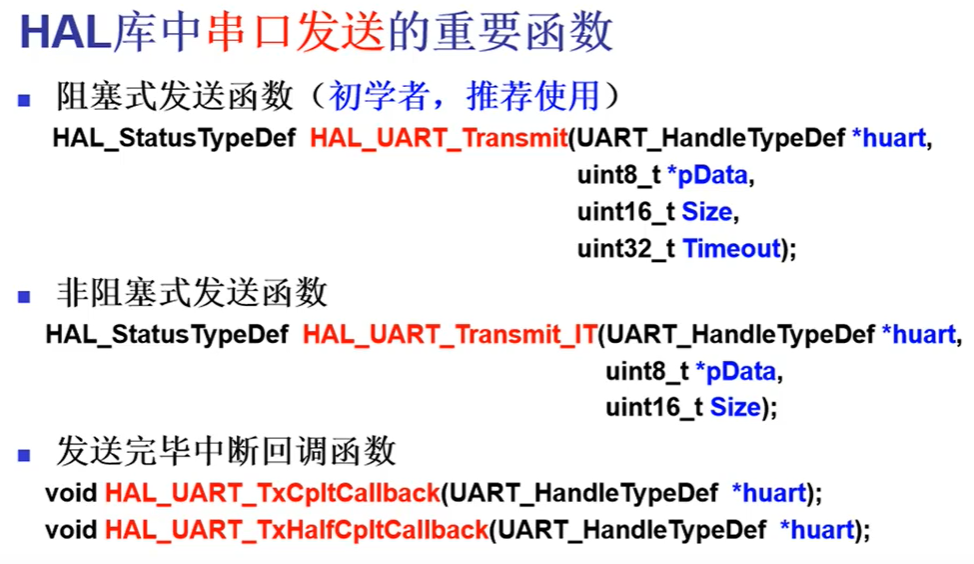 HAL库中串口发送的重要函数
阻塞式发送函数（初学者，推荐使用）
HAL_StatusTypeDef HAL_UART_Transmit(UART_HandleTypeDef *huart,
uint8_t *pData,
uint16_t Size,
uint32_t Timeout);
非阻塞式发送函数
HAL_StatusTypeDef HAL_UART_Transmit_IT(UART_HandleTypeDef *huart,
uint8_t *pData,
uint16_t Size);
发送完毕中断回调函数
void HAL_UART_TxCpltCallback(UART_HandleTypeDef *huart);
void HAL_UART_TxHalfCpltCallback(UART_HandleTypeDef *huart);